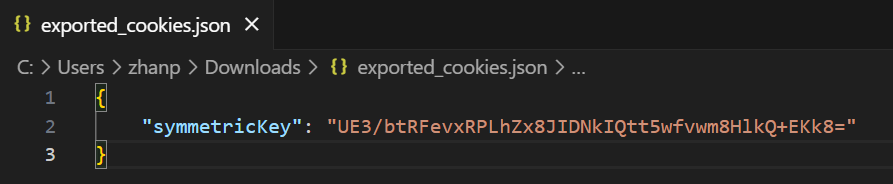 exported_cookies.json
C: > Users > zhanp > Downloads > {} exported_cookies.json > ...
1 {
2 "symmetricKey": "UE3/btRFevxRPLhZx8JIDNkIQtt5wfvwm8HlkQ+EKk8="
3 }